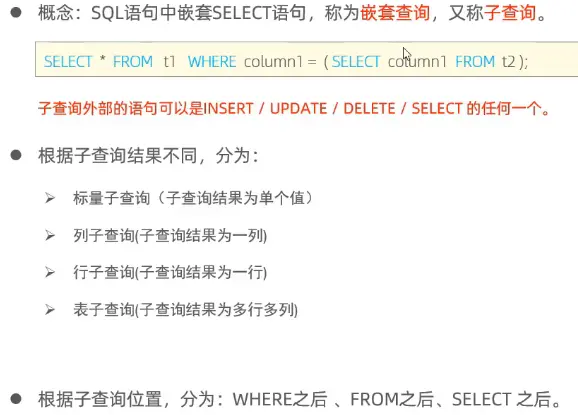 ● 概念：SQL语句中嵌套SELECT语句，称为嵌套查询，又称子查询。
SELECT * FROM t1 WHERE column1 = ( SELECT column1 FROM t2 );
子查询外部的语句可以是INSERT / UPDATE / DELETE / SELECT 的任何一个。
● 根据子查询结果不同，分为：
➢ 标量子查询（子查询结果为单个值）
➢ 列子查询(子查询结果为一列)
➢ 行子查询(子查询结果为一行)
➢ 表子查询(子查询结果为多行多列)
● 根据子查询位置，分为：WHERE之后 、FROM之后、SELECT 之后。